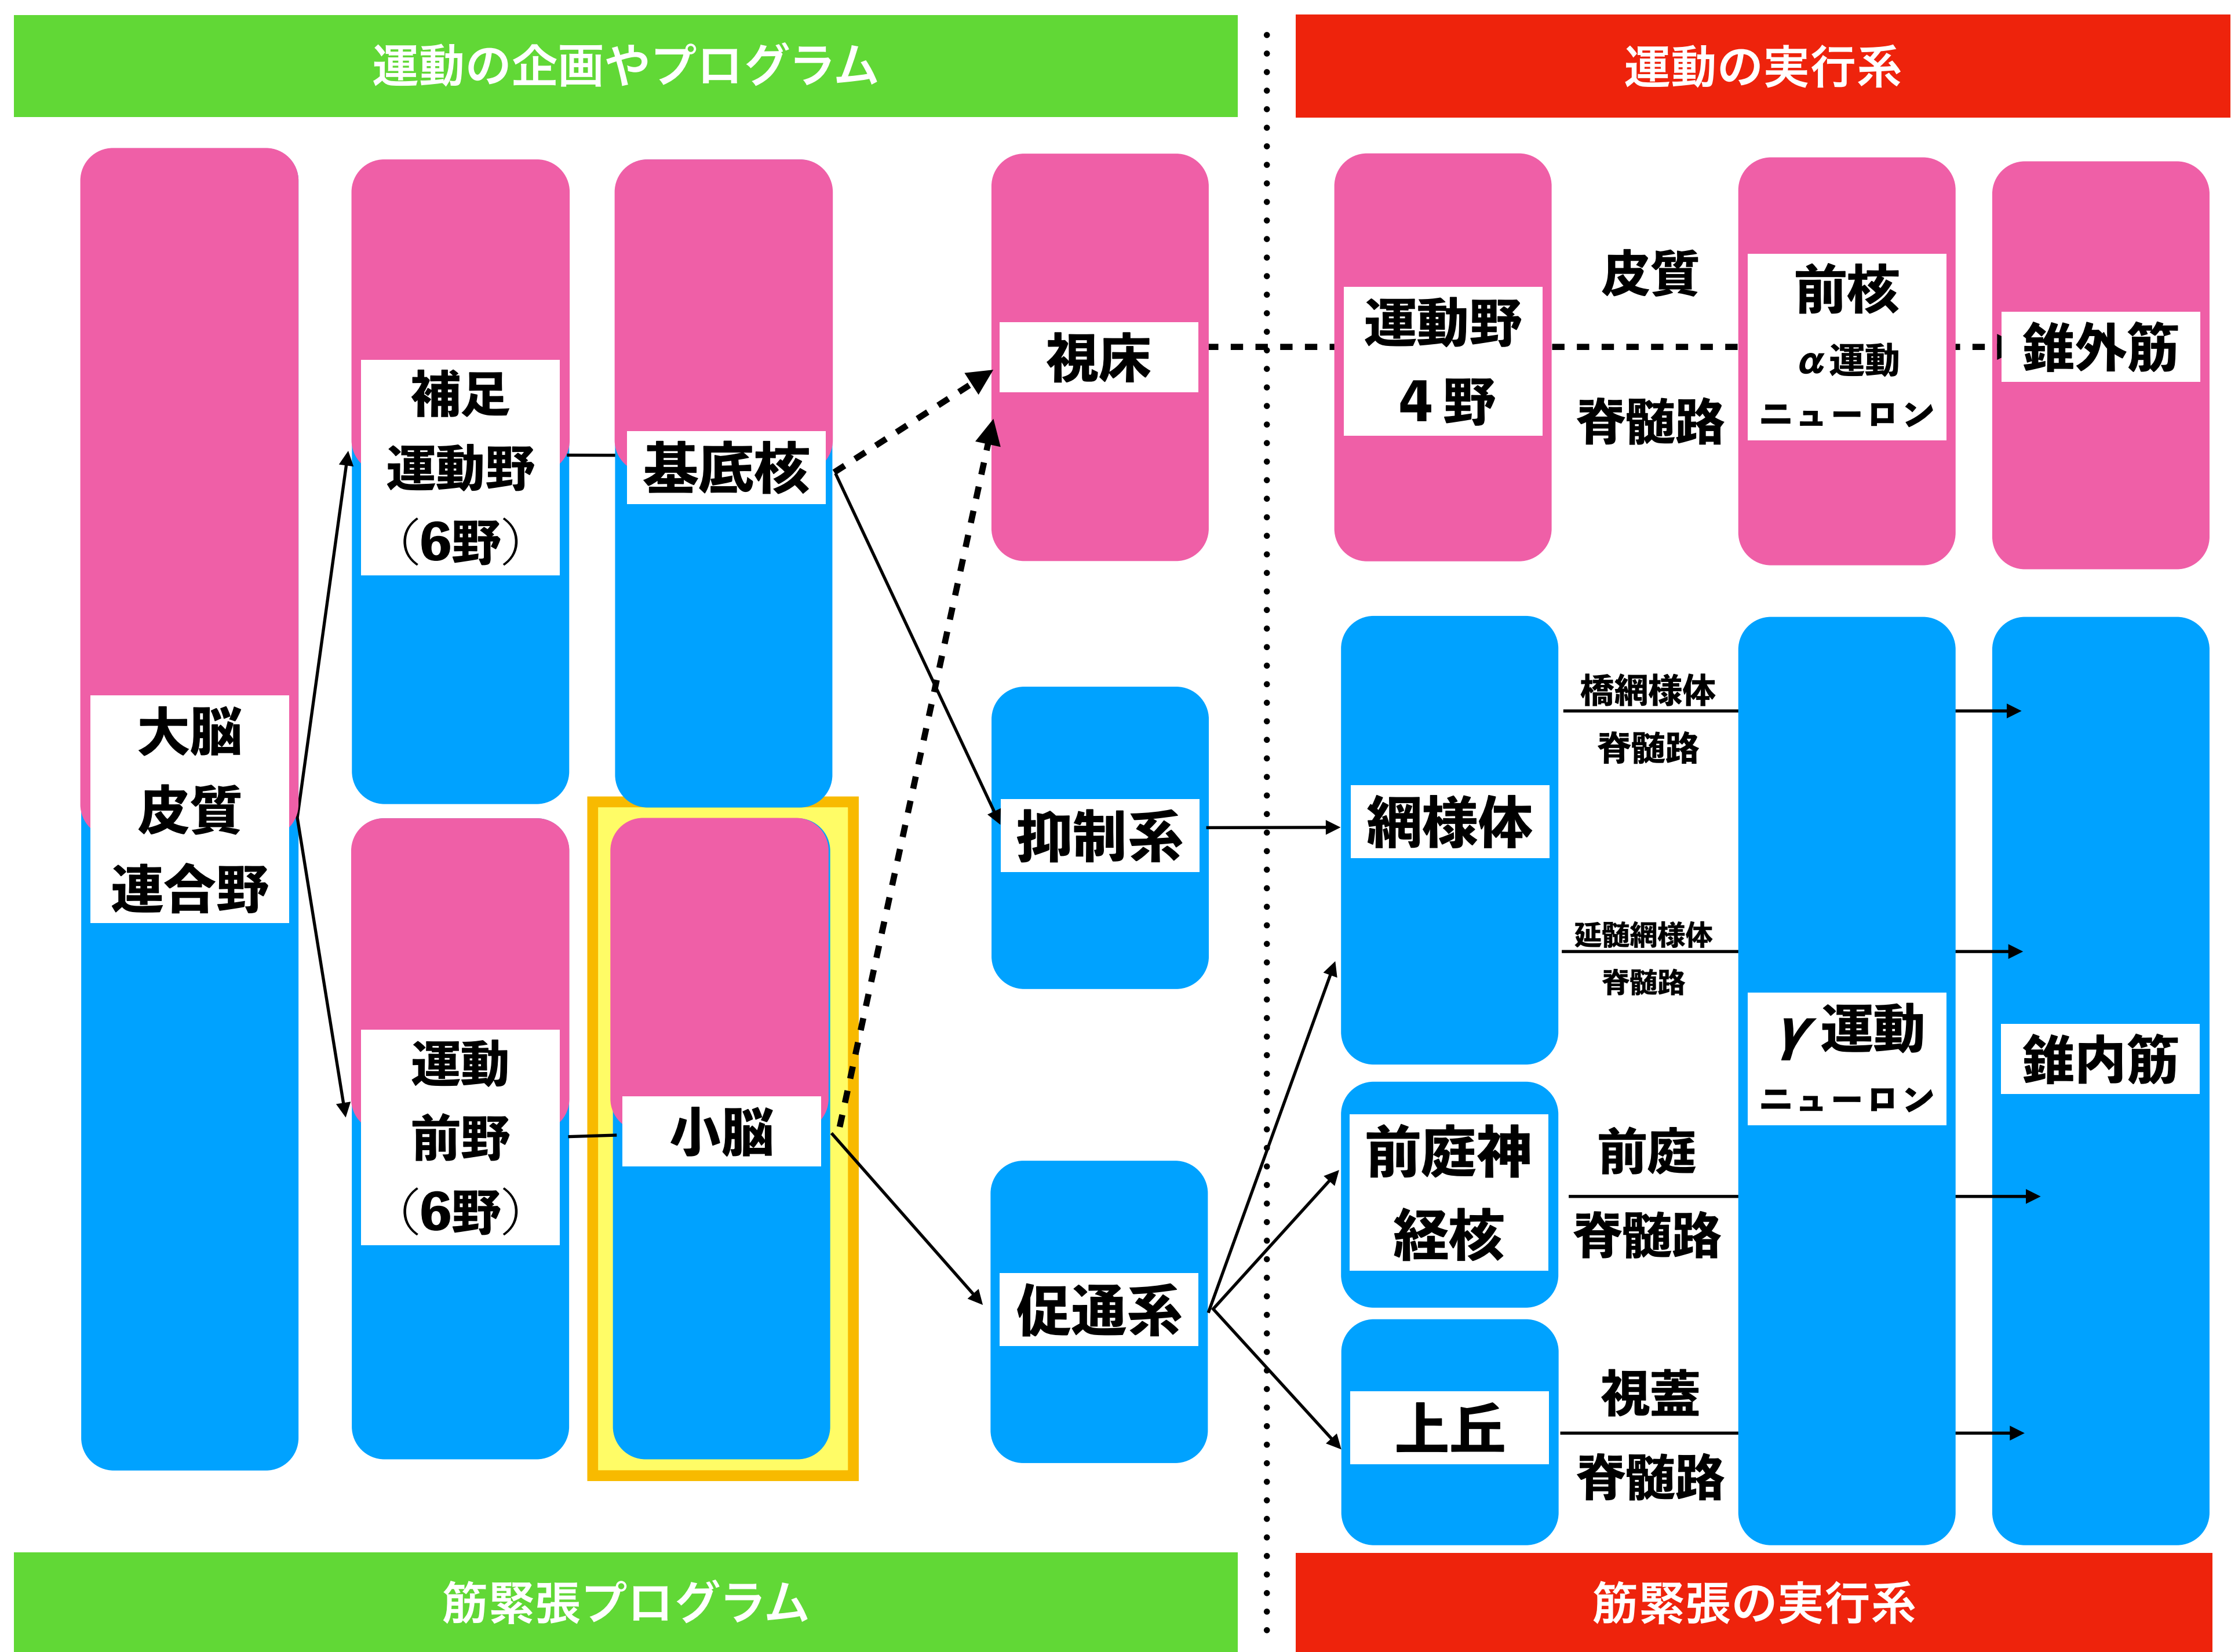 運動の企画やプログラム
運動の実行系
大脳
皮質
連合野
補足
運動野
（6野）
基底核
運動
前野
（6野）
小脳
視床
抑制系
促通系
運動野
4 野
皮質
脊髄路
前核
α 運動
ニューロン
錐外筋
網様体
橋網様体
脊髄路
延髄網様体
脊髄路
前庭神
経核
前庭
脊髄路
上丘
視蓋
脊髄路
γ 運動
ニューロン
錐内筋
筋緊張プログラム
筋緊張の実行系